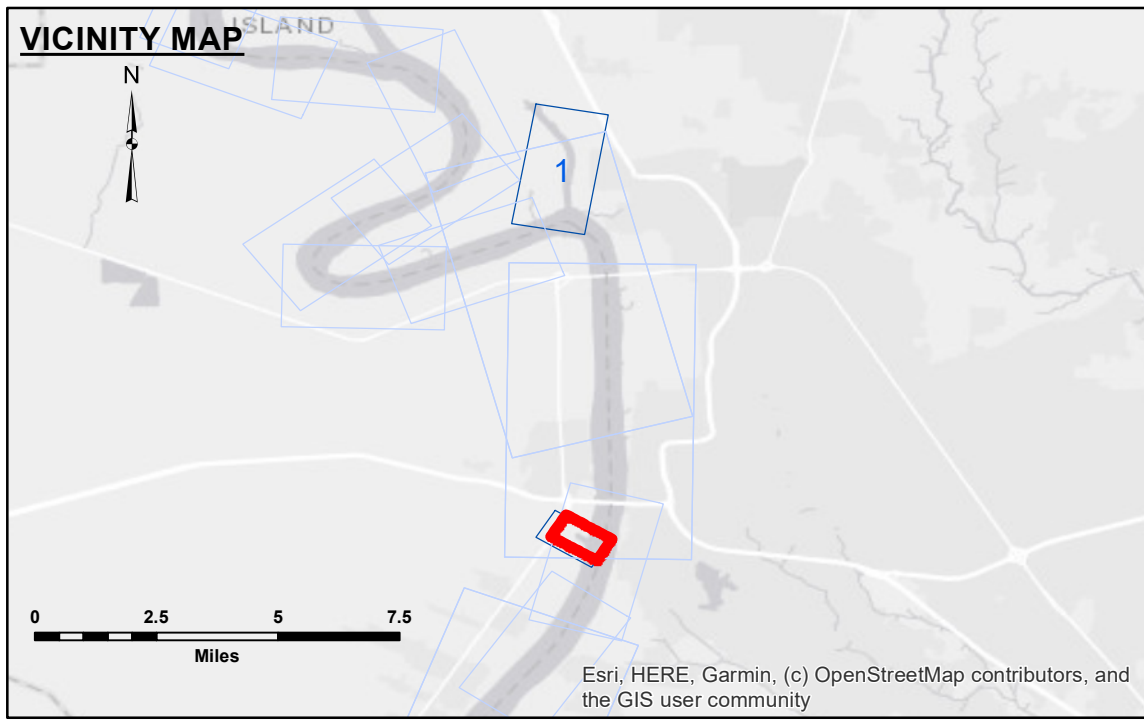 ISLAND
VICINITY MAP
N
1
0 2.5 5 7.5
Miles
Esri, HERE, Garmin, (c) OpenStreetMap contributors, and
the GIS user community